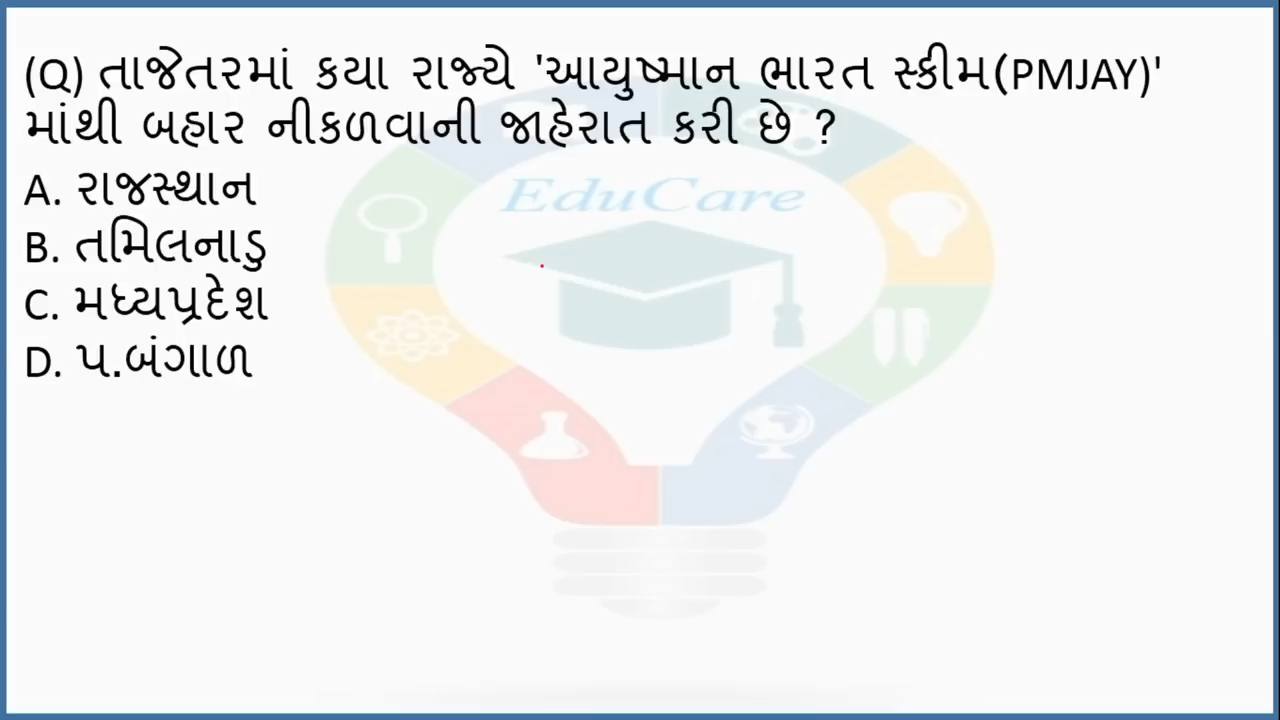 (Q) તાજેતરમાં કયા રાજ્યે 'આયુષ્માન ભારત સ્કીમ(PMJAY)'
માંથી બહાર નીકળવાની જાહેરાત કરી છે ?
A. રાજસ્થાન
EduCare
B. તમિલનાડુ
C. મધ્યપ્રદેશ
D. પ.બંગાળ